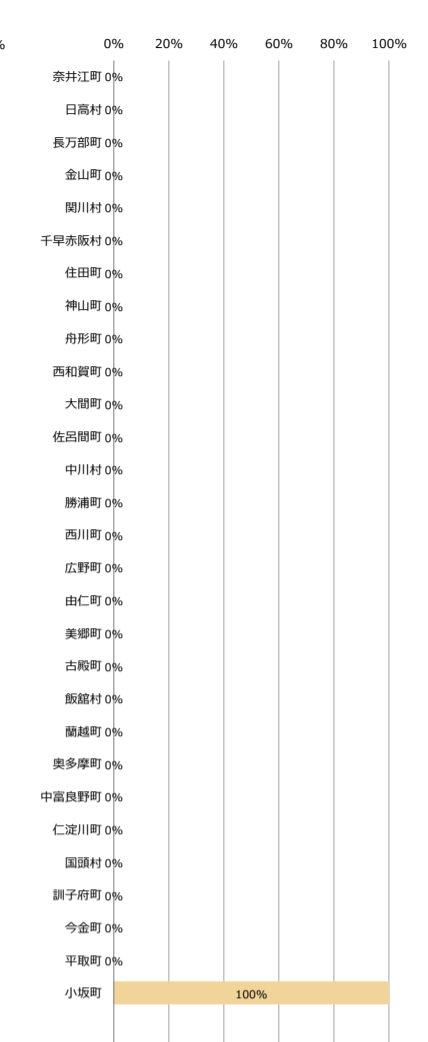 %
0% 20% 40% 60% 80% 100%
奈井江町 0%
日高村 0%
長万部町 0%
金山町 0%
関川村 0%
千早赤阪村 0%
住田町 0%
神山町 0%
舟形町 0%
西和賀町 0%
大間町 0%
佐呂間町 0%
中川村 0%
勝浦町 0%
西川町 0%
広野町 0%
由仁町 0%
美郷町 0%
古殿町 0%
飯舘村 0%
蘭越町 0%
奥多摩町 0%
中富良野町 0%
仁淀川町 0%
国頭村 0%
訓子府町 0%
今金町 0%
平取町 0%
小坂町 100%